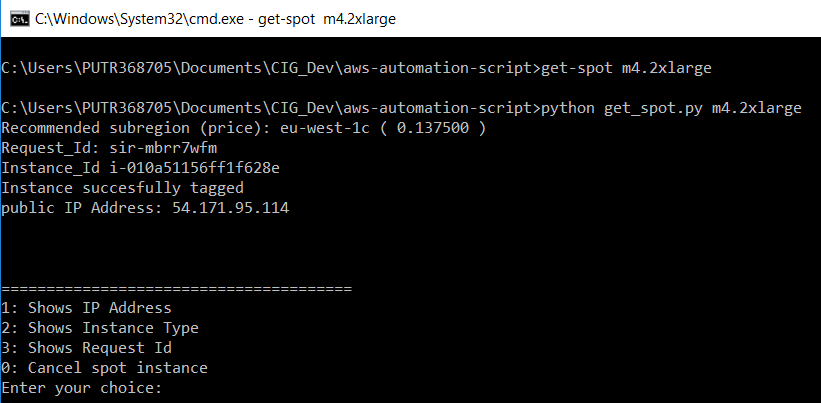 C:\Windows\System32\cmd.exe - get-spot m4.2xlarge
C:\Users\PUTR368705\Documents\CIG_Dev\aws-automation-script>get-spot m4.2xlarge
C:\Users\PUTR368705\Documents\CIG_Dev\aws-automation-script>python get_spot.py m4.2xlarge
Recommended subregion (price): eu-west-1c ( 0.137500 )
Request_Id: sir-mbrr7wfm
Instance_Id i-010a51156ff1f628e
Instance succesfully tagged
public IP Address: 54.171.95.114
=======================================
1: Shows IP Address
2: Shows Instance Type
3: Shows Request Id
0: Cancel spot instance
Enter your choice: